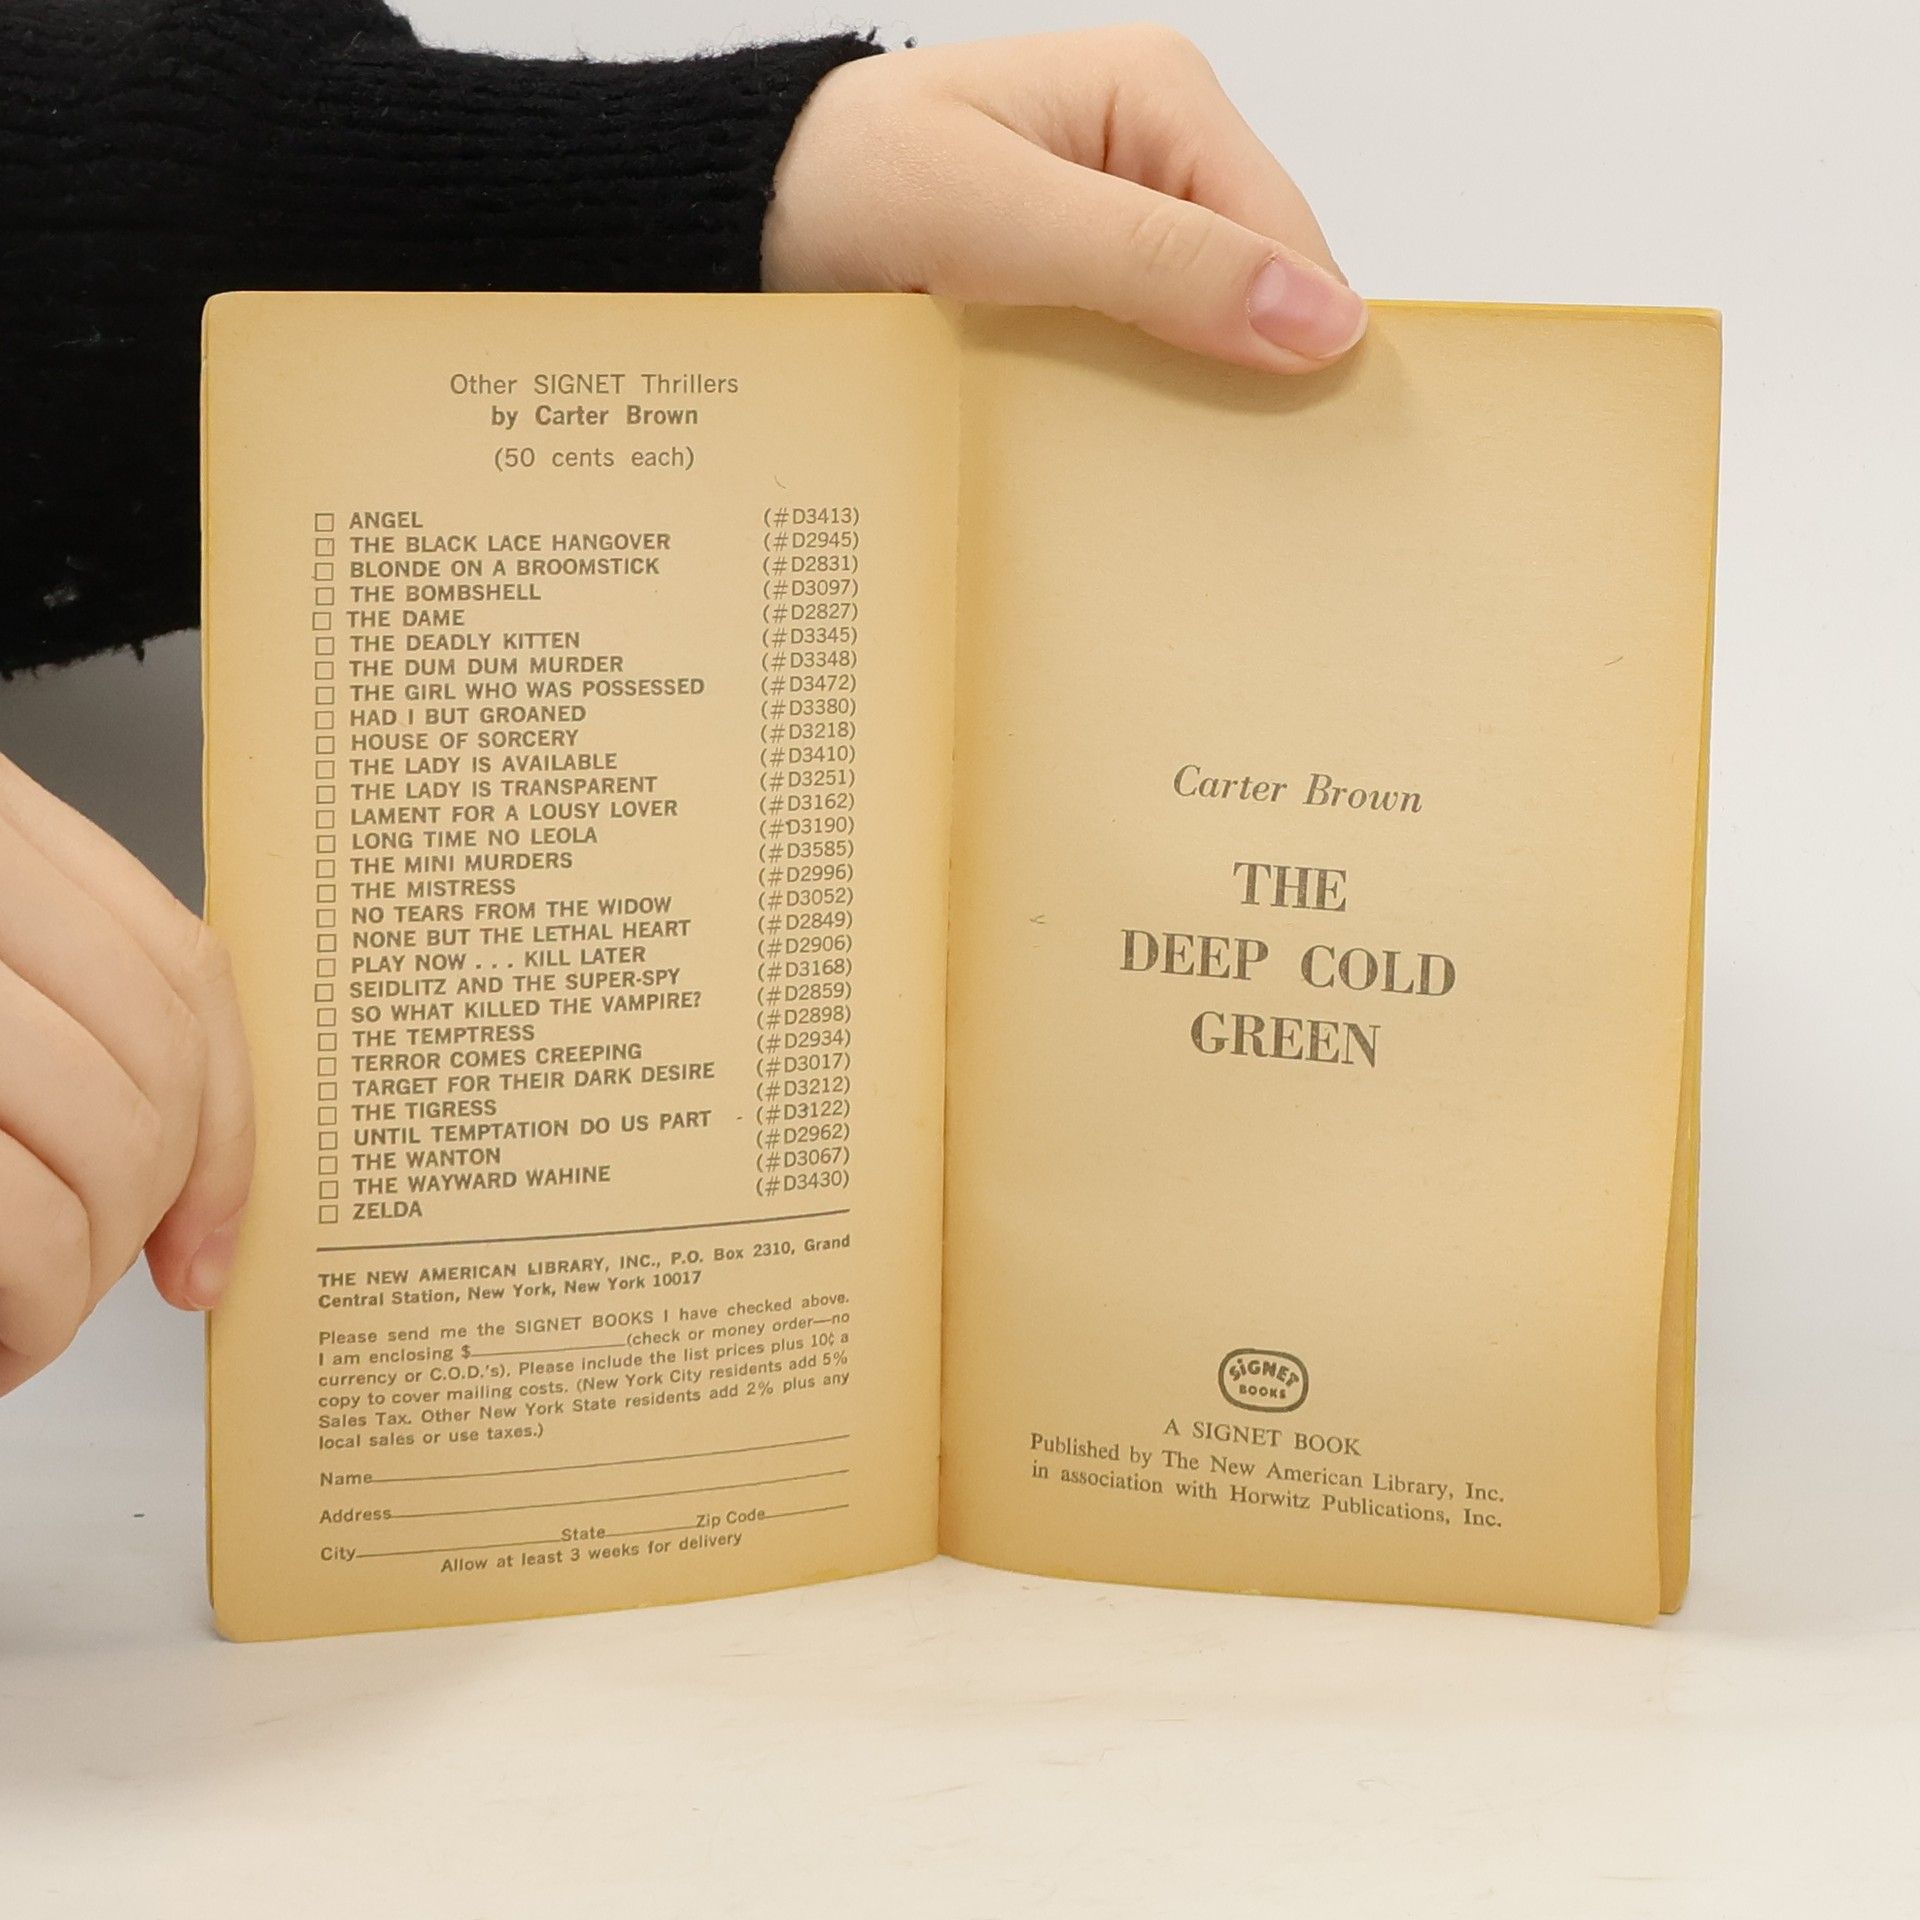 Other SIGNET Thrillers
by Carter Brown
(50 cents each)
☐ ANGEL (#D3413)
☐ THE BLACK LACE HANGOVER (#D2945)
☐ BLONDE ON A BROOMSTICK (#D2831)
☐ THE BOMBSHELL (#D3097)
☐ THE DAME (#D2827)
☐ THE DEADLY KITTEN (#D3345)
☐ THE DUM DUM MURDER (#D3348)
☐ THE GIRL WHO WAS POSSESSED (#D3472)
☐ HAD I BUT GROANED (#D3380)
☐ HOUSE OF SORCERY (#D3218)
☐ THE LADY IS AVAILABLE (#D3410)
☐ THE LADY IS TRANSPARENT (#D3251)
☐ LAMENT FOR A LOUSY LOVER (#D3162)
☐ LONG TIME NO LEOLA (#D3190)
☐ THE MINI MURDERS (#D3585)
☐ THE MISTRESS (#D2996)
☐ NO TEARS FROM THE WIDOW (#D3052)
☐ NONE BUT THE LETHAL HEART (#D2849)
☐ PLAY NOW . . . KILL LATER (#D2906)
☐ SEIDLITZ AND THE SUPER-SPY (#D3168)
☐ SO WHAT KILLED THE VAMPIRE? (#D2859)
☐ THE TEMPTRESS (#D2898)
☐ TERROR COMES CREEPING (#D2934)
☐ TARGET FOR THEIR DARK DESIRE (#D3017)
☐ THE TIGRESS (#D3212)
☐ UNTIL TEMPTATION DO US PART (#D3122)
☐ THE WANTON (#D2962)
☐ THE WAYWARD WAHINE (#D3067)
☐ ZELDA (#D3430)
THE NEW AMERICAN LIBRARY, INC., P.O. Box 2310, Grand
Central Station, New York, New York 10017
Please send me the SIGNET BOOKS I have checked above.
I am enclosing $____________(check or money order—no
currency or C.O.D.'s). Please include the list prices plus 10¢ a
copy to cover mailing costs. (New York City residents add 5%
Sales Tax. Other New York State residents add 2% plus any
local sales or use taxes.)
Name____________
Address____________
City____________State________Zip Code________
Allow at least 3 weeks for delivery
Carter Brown
THE
DEEP COLD
GREEN
SIGNET
BOOKS
A SIGNET BOOK
Published by The New American Library, Inc.
in association with Horwitz Publications, Inc.